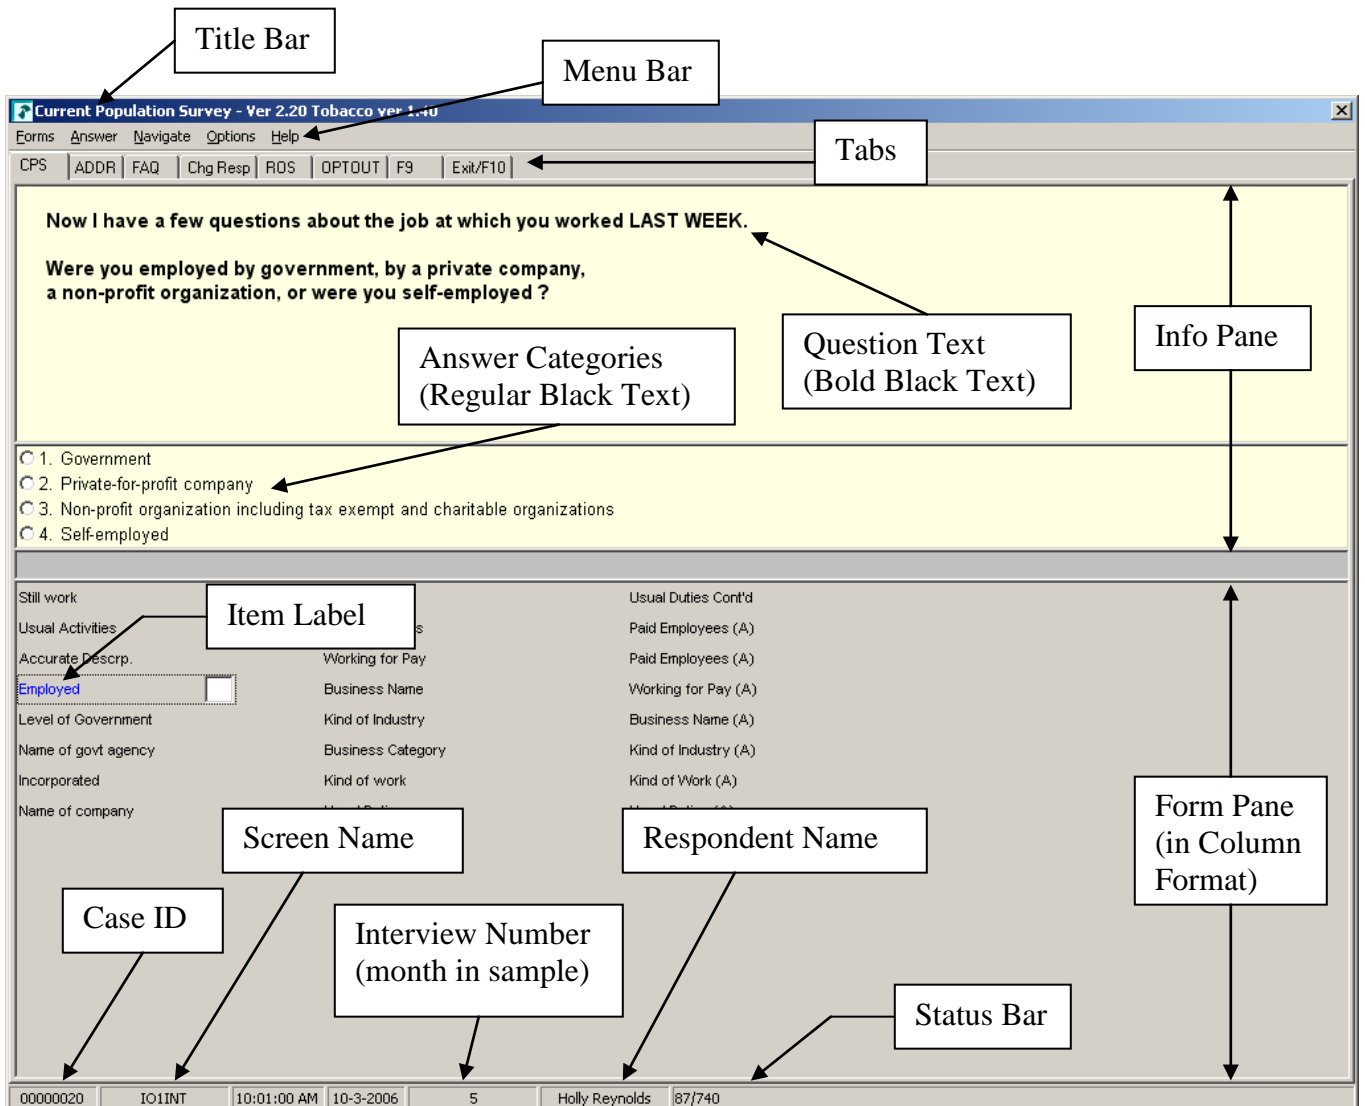 Title Bar
Menu Bar
Current Population Survey - Ver 2.20 Tobacco ver 1.40
Forms Answer Navigate Options Help
Tabs
CPS ADDR FAQ Chg Resp ROS OPTOUT F9 Exit/F10
Now I have a few questions about the job at which you worked LAST WEEK.
Were you employed by government, by a private company,
a non-profit organization, or were you self-employed ?
Info Pane
Question Text
(Bold Black Text)
Answer Categories
(Regular Black Text)
1. Government
2. Private-for-profit company
3. Non-profit organization including tax exempt and charitable organizations
4. Self-employed
Still work
Usual Duties Cont'd
Item Label
Usual Activities
Paid Employees (A)
Accurate Descrp.
Working for Pay
Paid Employees (A)
Employed
Business Name
Working for Pay (A)
Level of Government
Kind of Industry
Business Name (A)
Name of govt agency
Business Category
Kind of Industry (A)
Incorporated
Kind of work
Kind of Work (A)
Name of company
Screen Name
Respondent Name
Form Pane
(in Column
Format)
Case ID
Interview Number
(month in sample)
Status Bar
00000020 IO1INT 10:01:00 AM 10-3-2006 5 Holly Reynolds 87/740